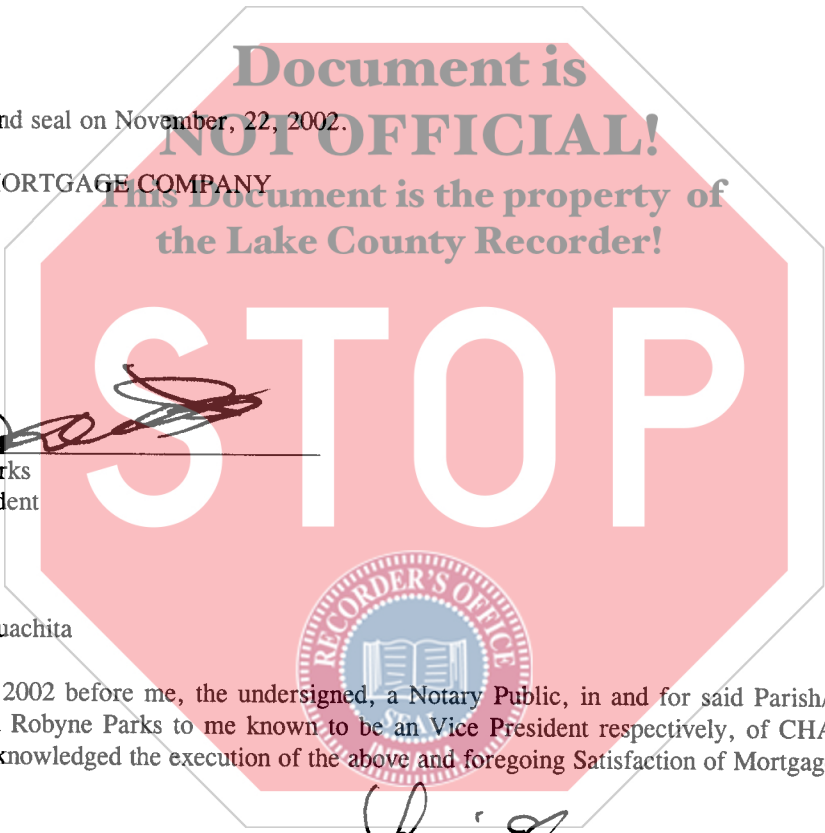 Document is
nd seal on November, 22, 2002.
NOT OFFICIAL!
ORTGAGE COMPANY
This Document is the property of
the Lake County Recorder!
STOP
rks
dent
RECORDER'S OFFICE
uachita
2002 before me, the undersigned, a Notary Public, in and for said Parish/
Robyne Parks to me known to be an Vice President respectively, of CHA
SEAL
knowledged the execution of the above and foregoing Satisfaction of Mortgag
INDIANA